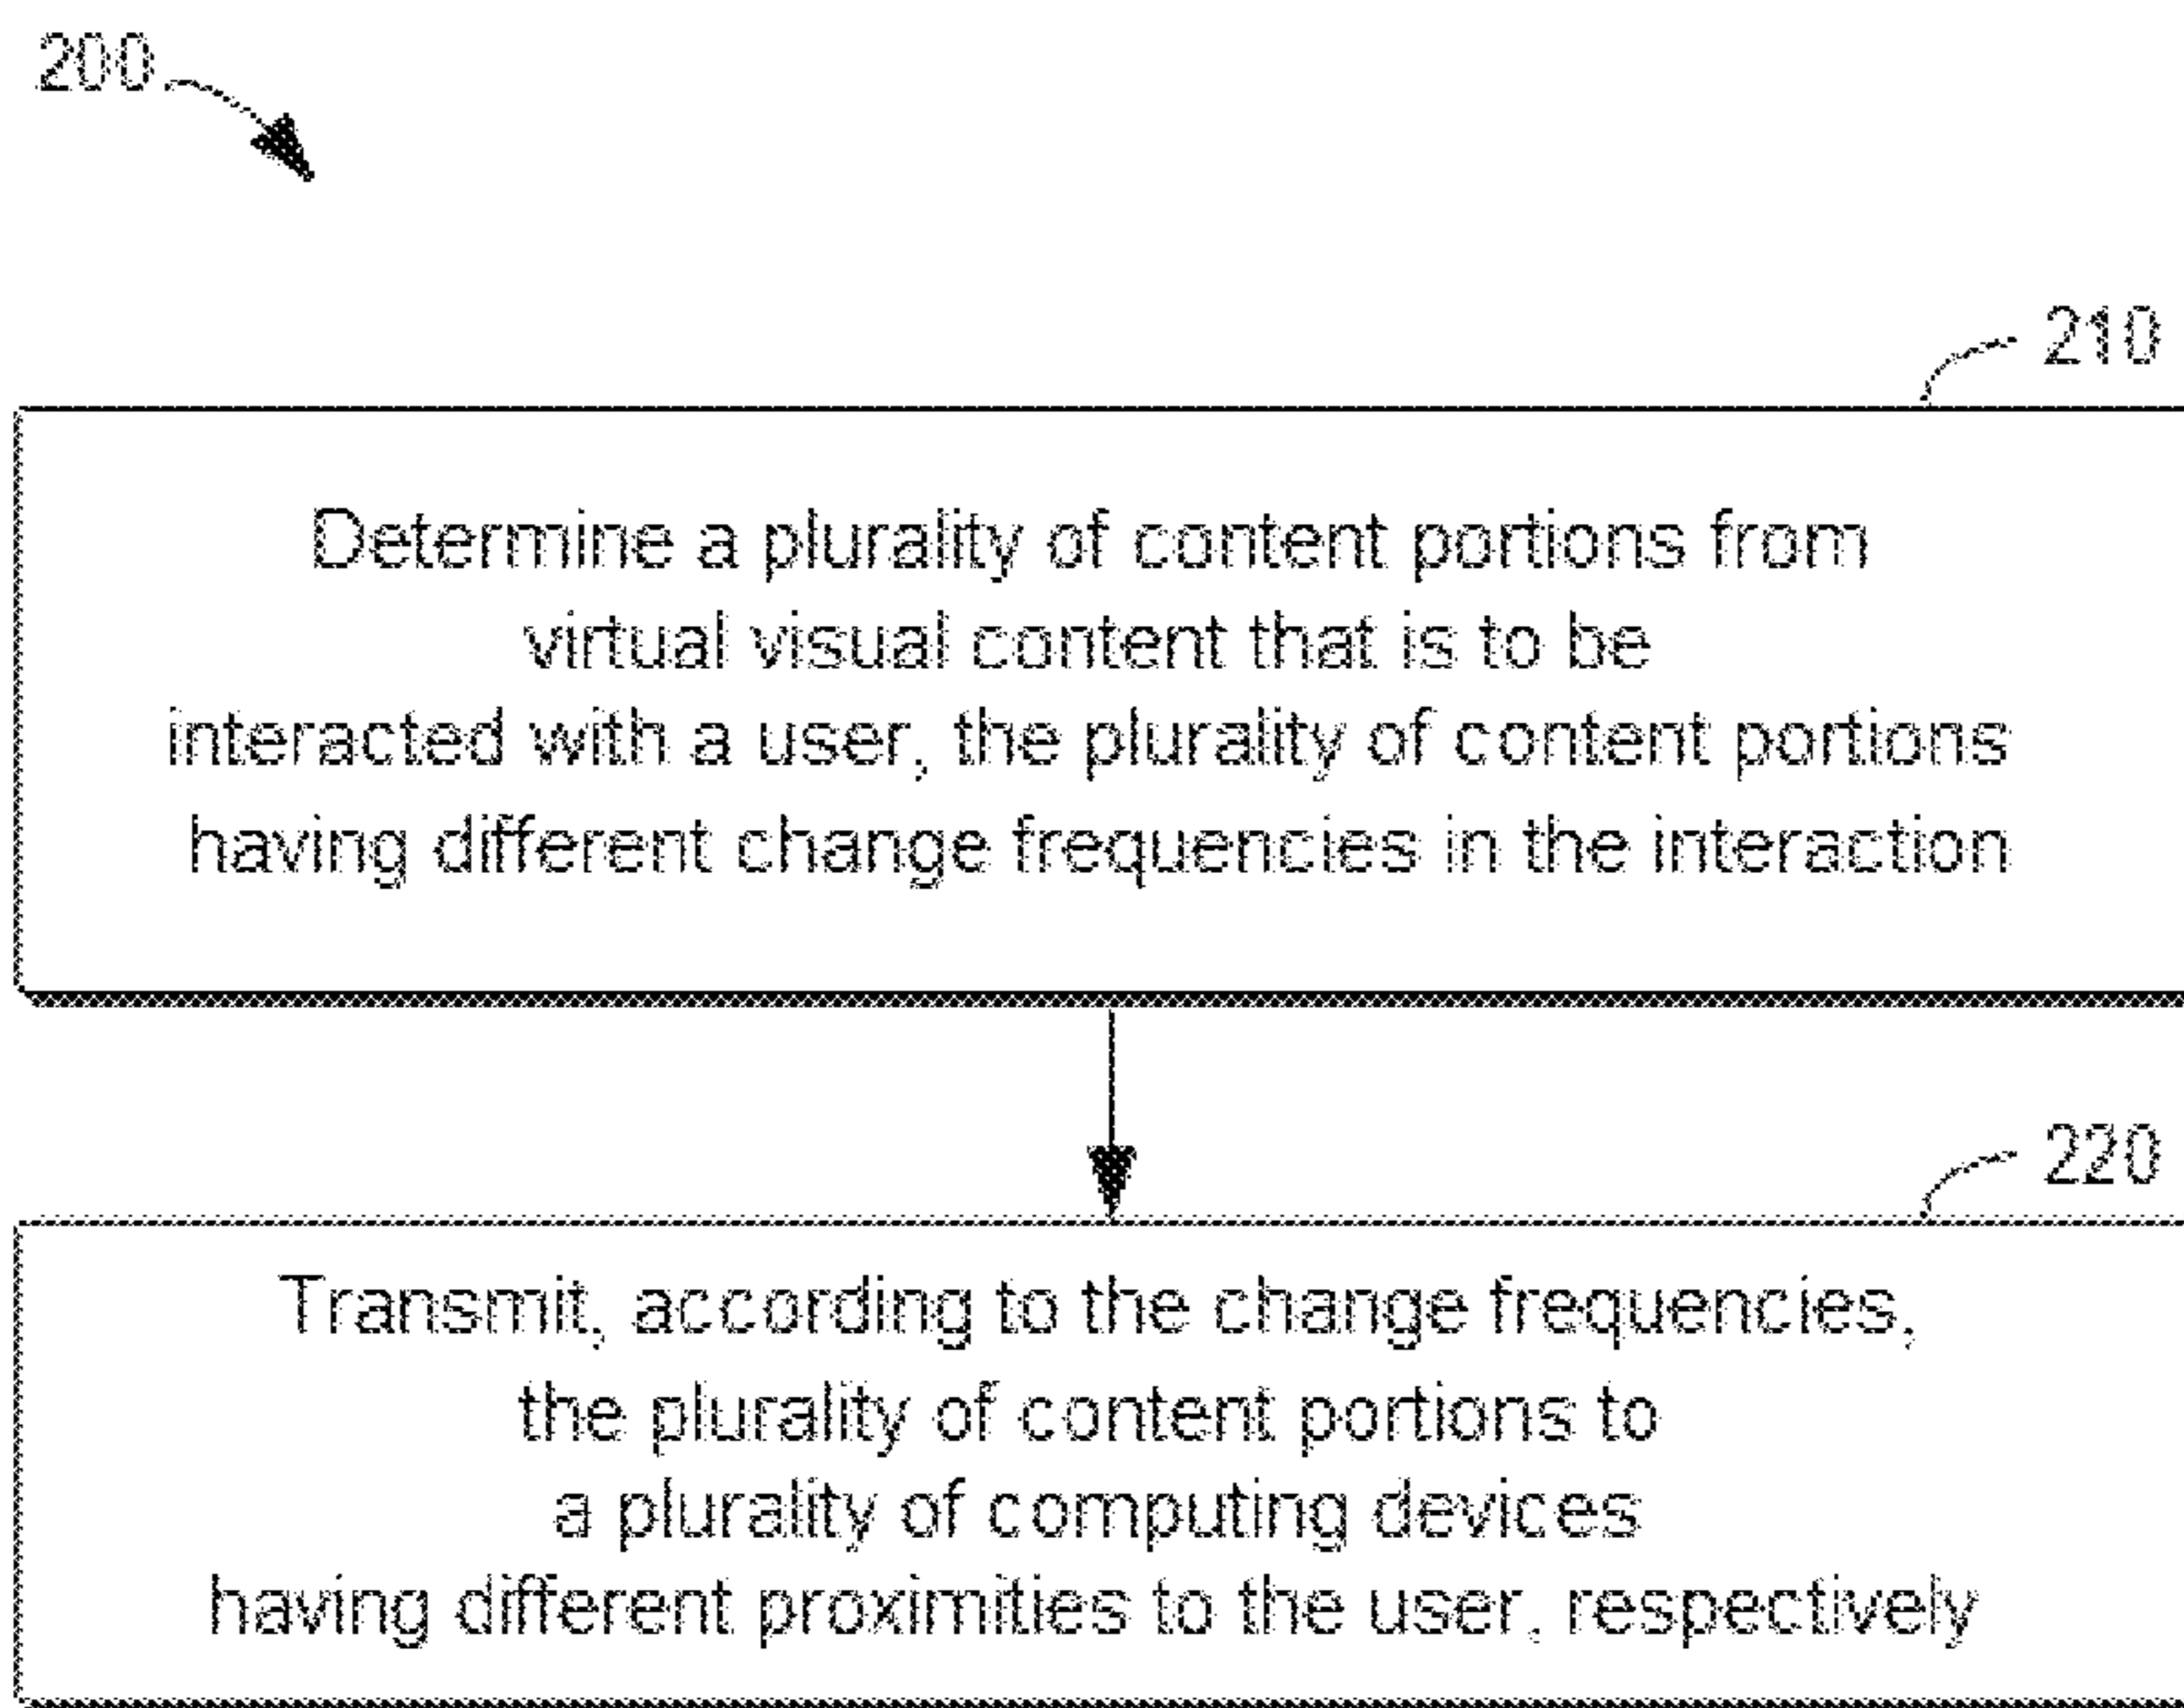 200
210
Determine a plurality of content portions from
virtual visual content that is to be
interacted with a user, the plurality of content portions
having different change frequencies in the interaction
220
Transmit, according to the change frequencies,
the plurality of content portions to
a plurality of computing devices
having different proximities to the user, respectively